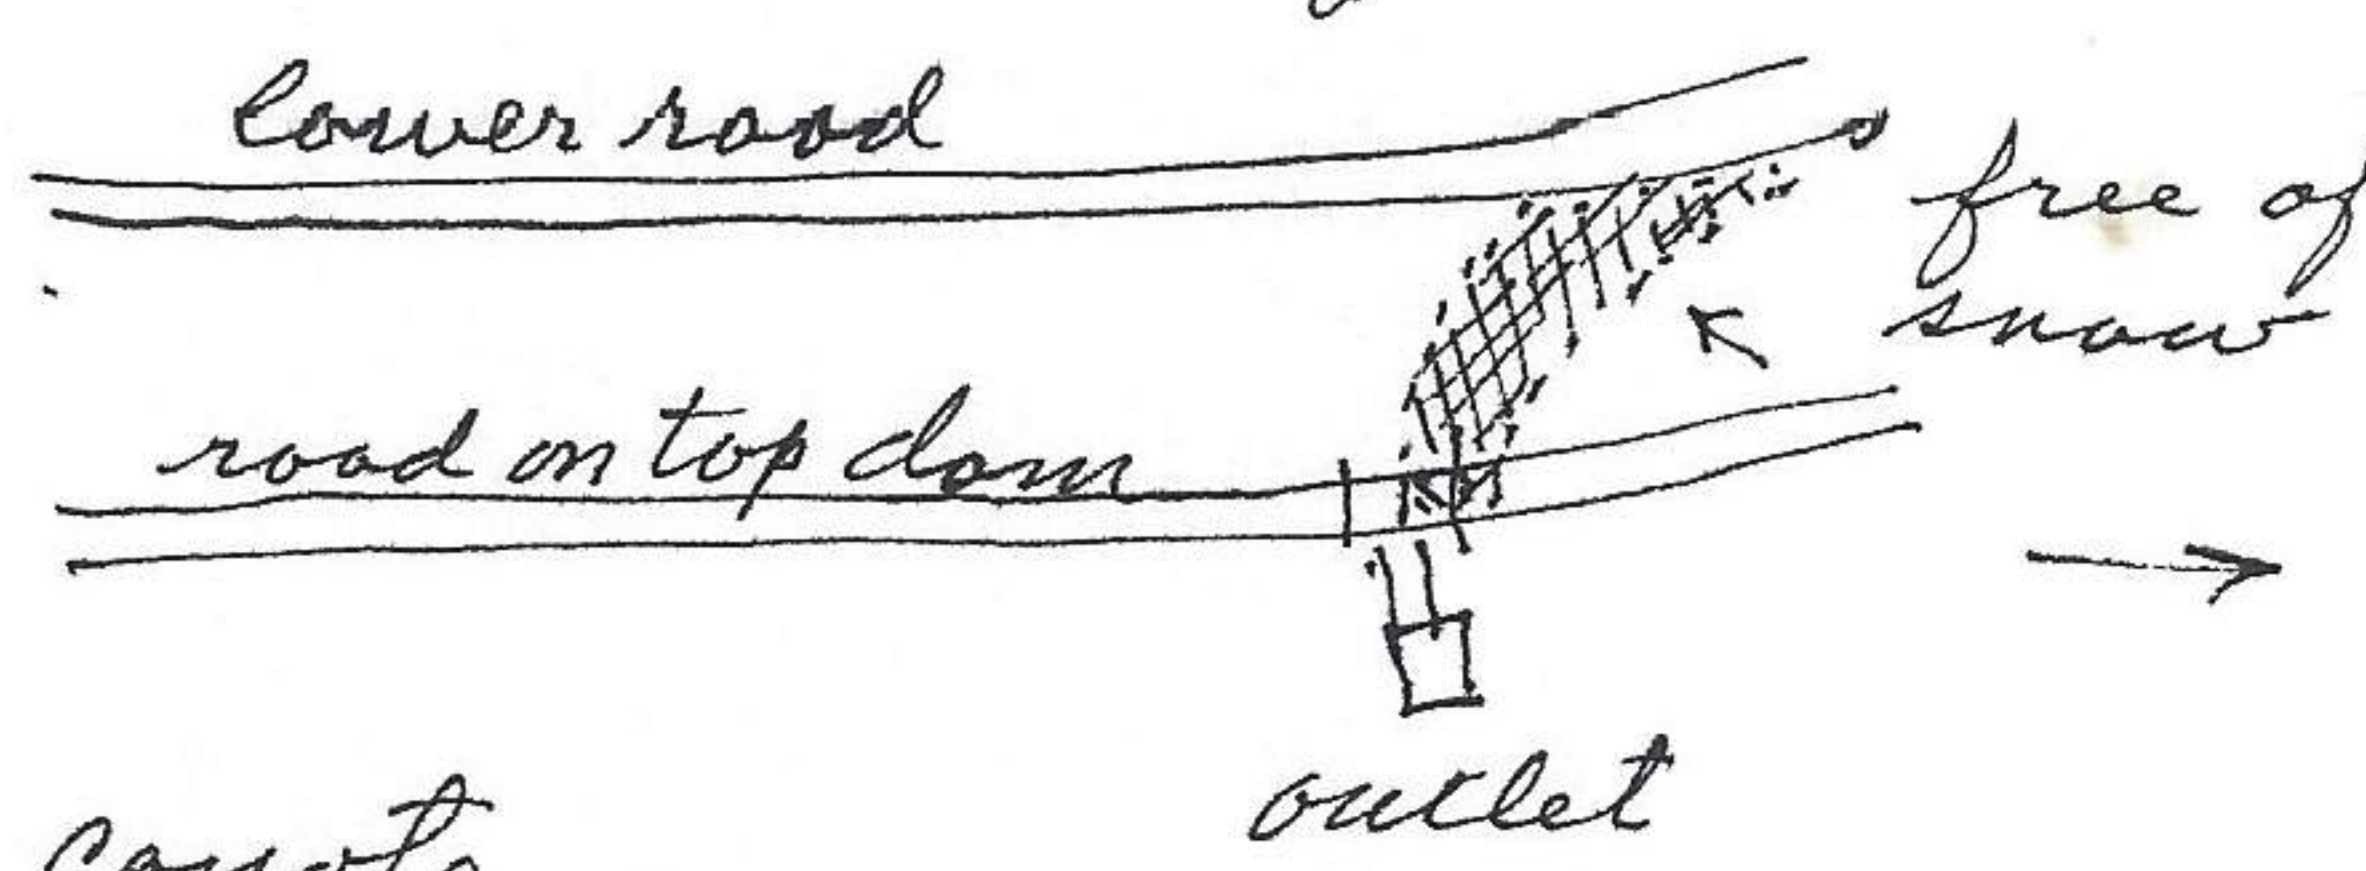 lower road
free of
snow
road on top dam
outlet